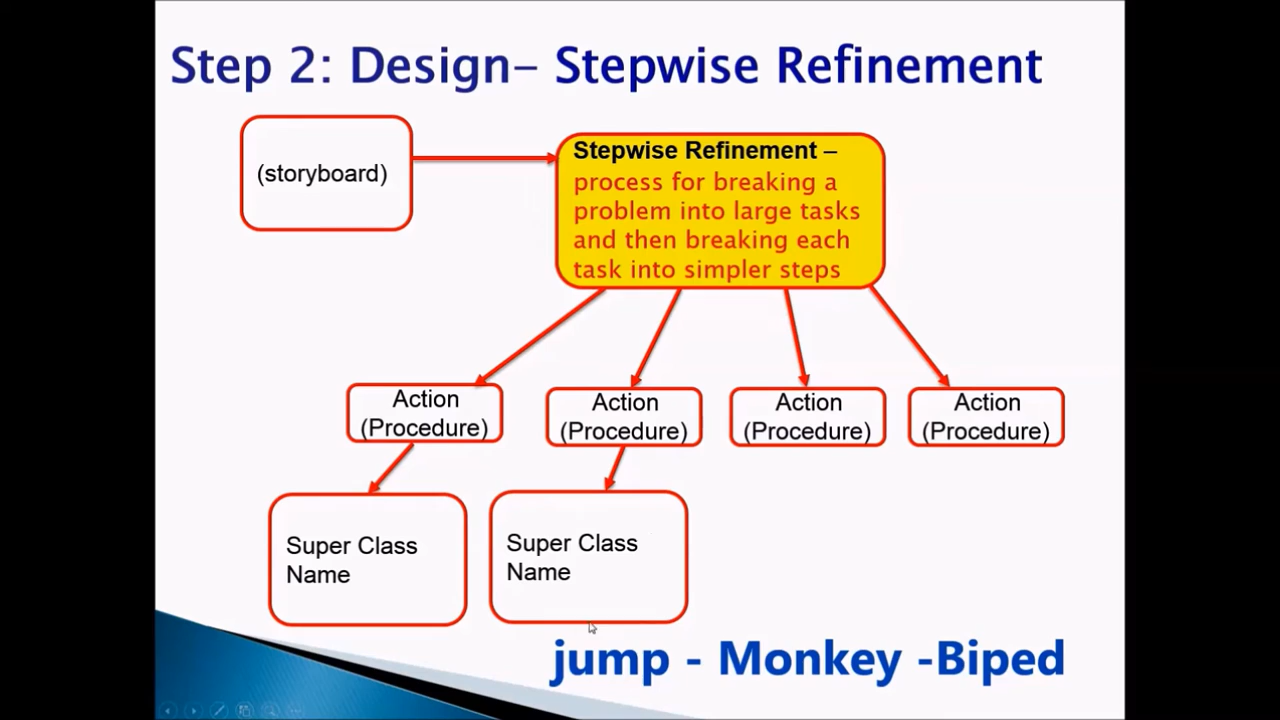 Step 2: Design– Stepwise Refinement
(storyboard)
Stepwise Refinement –
process for breaking a
problem into large tasks
and then breaking each
task into simpler steps
Action
(Procedure)
Action
(Procedure)
Action
(Procedure)
Action
(Procedure)
Super Class
Name
Super Class
Name
jump - Monkey -Biped